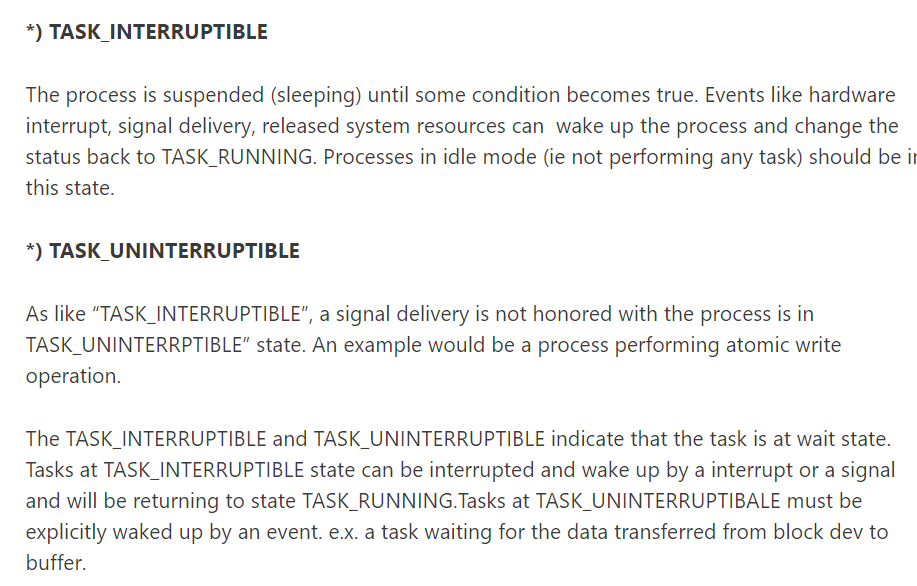 *) TASK_INTERRUPTIBLE
The process is suspended (sleeping) until some condition becomes true. Events like hardware
interrupt, signal delivery, released system resources can  wake up the process and change the
status back to TASK_RUNNING. Processes in idle mode (ie not performing any task) should be
this state.
*) TASK_UNINTERRUPTIBLE
As like “TASK_INTERRUPTIBLE”, a signal delivery is not honored with the process is in
TASK_UNINTERRPTIBLE” state. An example would be a process performing atomic write
operation.
The TASK_INTERRUPTIBLE and TASK_UNINTERRUPTIBLE indicate that the task is at wait state.
Tasks at TASK_INTERRUPTIBLE state can be interrupted and wake up by a interrupt or a signal
and will be returning to state TASK_RUNNING.Tasks at TASK_UNINTERRUPTIBALE must be
explicitly waked up by an event. e.x. a task waiting for the data transferred from block dev to
buffer.